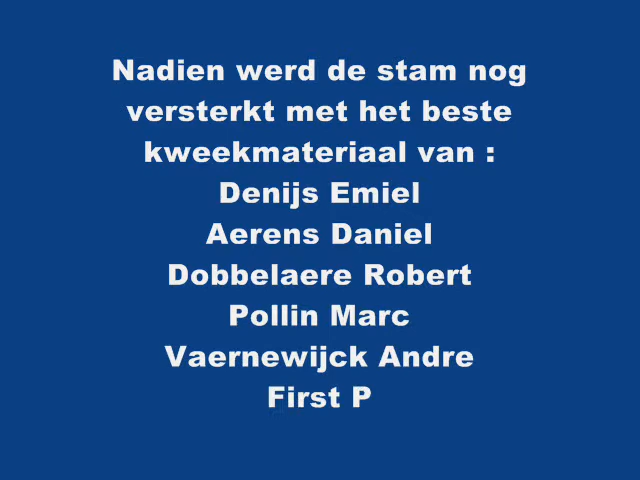 Nadien werd de stam nog
versterkt met het beste
kweekmateriaal van :
Denijs Emiel
Aerens Daniel
Dobbelaere Robert
Pollin Marc
Vaernewijck Andre
First P